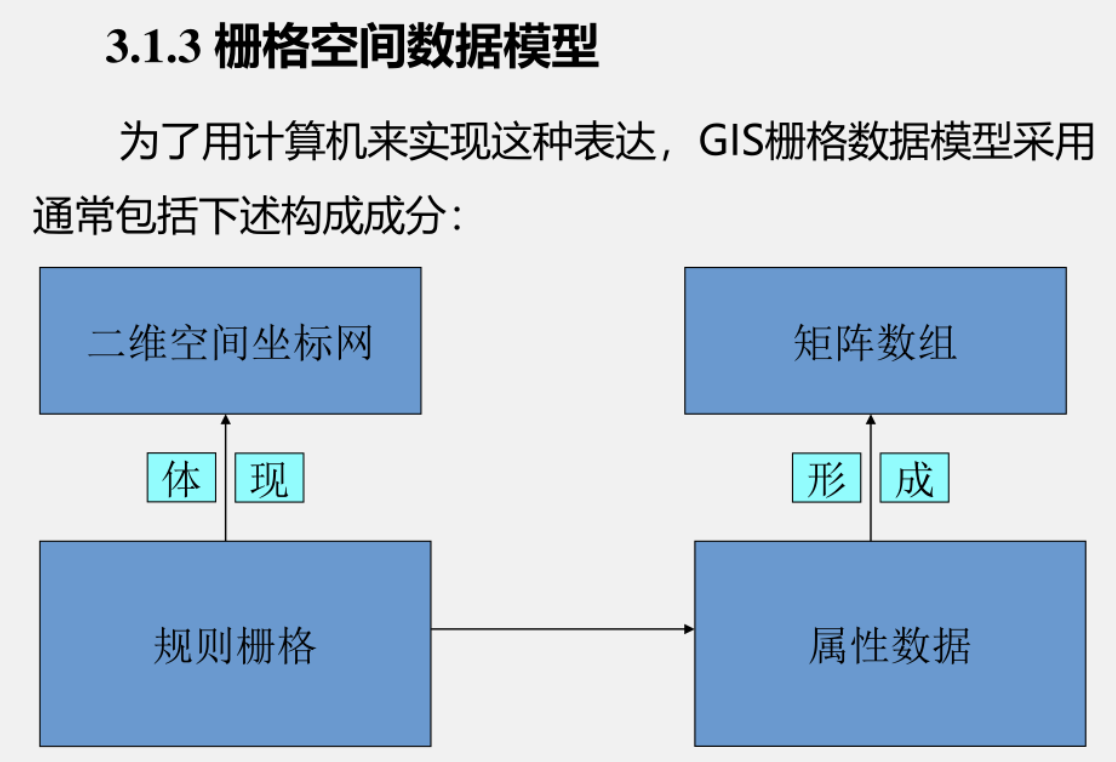 3.1.3 栅格空间数据模型
为了用计算机来实现这种表达，GIS栅格数据模型采用
通常包括下述构成成分：
二维空间坐标网
矩阵数组
体 现
形 成
规则栅格
属性数据